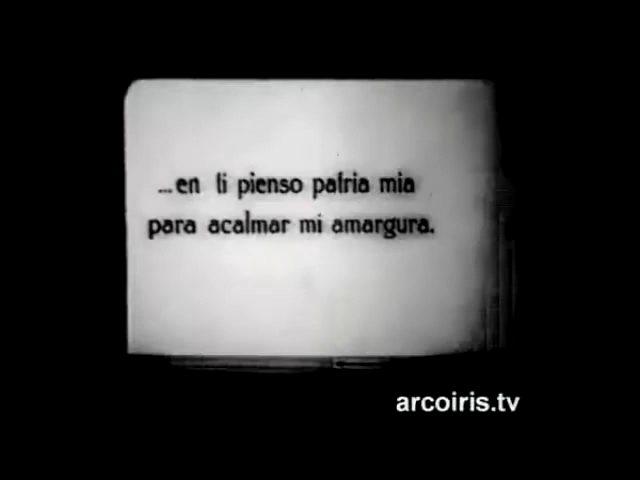 ...en ti pienso patria mia
para acalmar mi amargura.
arcoiris.tv